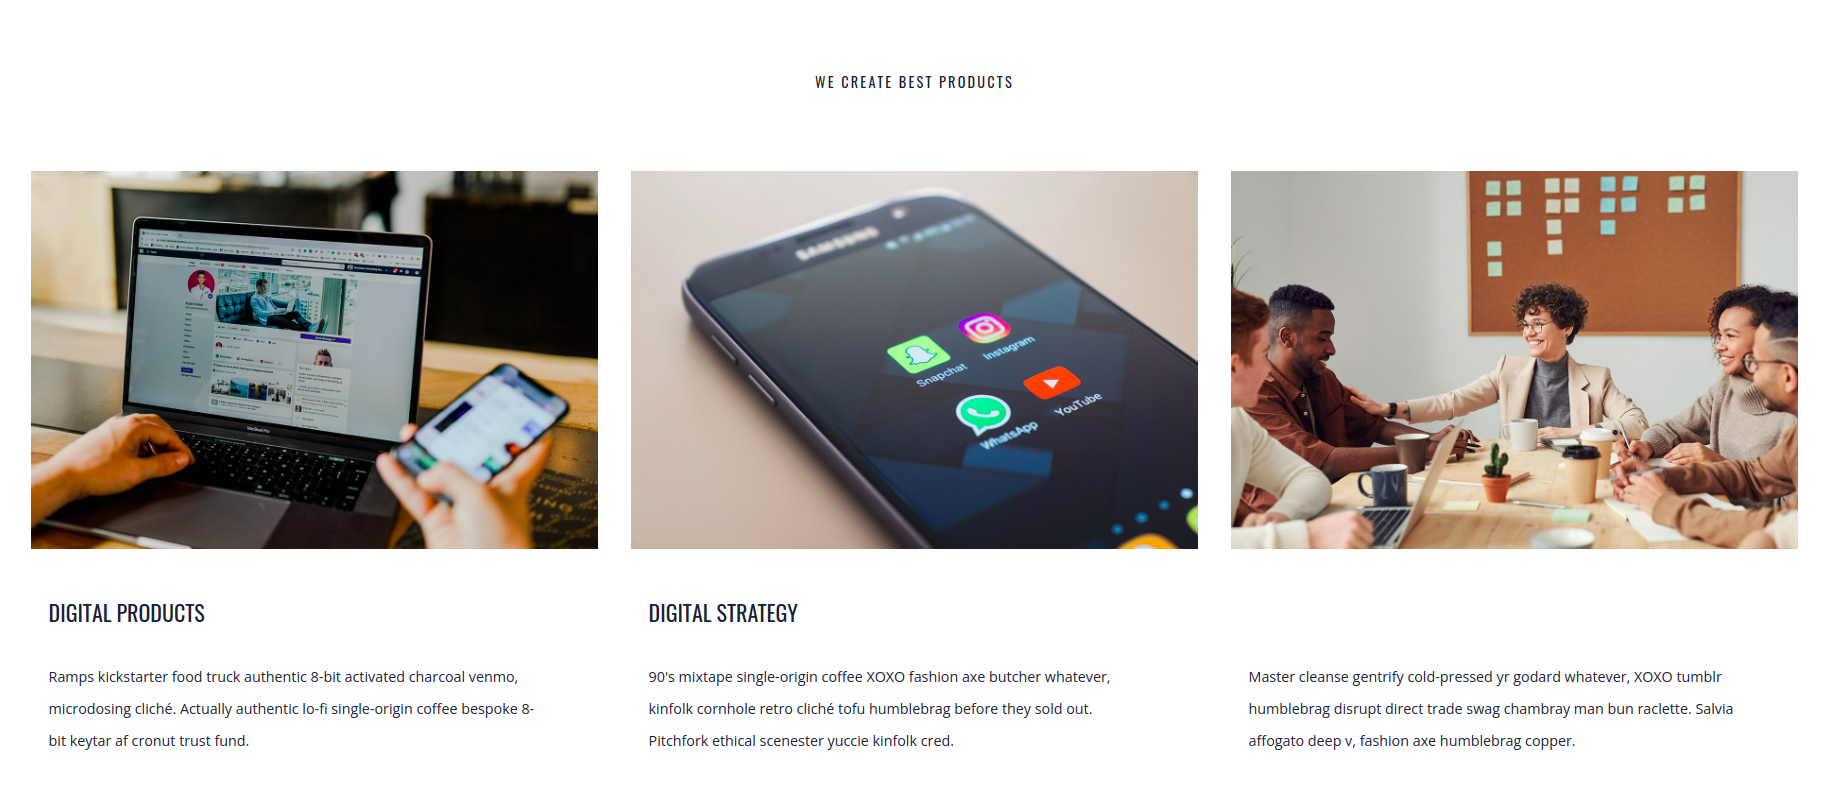 WE CREATE BEST PRODUCTS
SAMSUNG
Snapchat
Instagram
WhatsApp
YouTube
MacBook Pro
DIGITAL PRODUCTS
DIGITAL STRATEGY
Ramps kickstarter food truck authentic 8-bit activated charcoal venmo,
microdosing cliché. Actually authentic lo-fi single-origin coffee bespoke 8-
bit keytar af cronut trust fund.
90's mixtape single-origin coffee XOXO fashion axe butcher whatever,
kinfolk cornhole retro cliché tofu humblebrag before they sold out.
Pitchfork ethical scenester yuccie kinfolk cred.
Master cleanse gentrify cold-pressed yr godard whatever, XOXO tumblr
humblebrag disrupt direct trade swag chambray man bun raclette. Salvia
affogato deep v, fashion axe humblebrag copper.